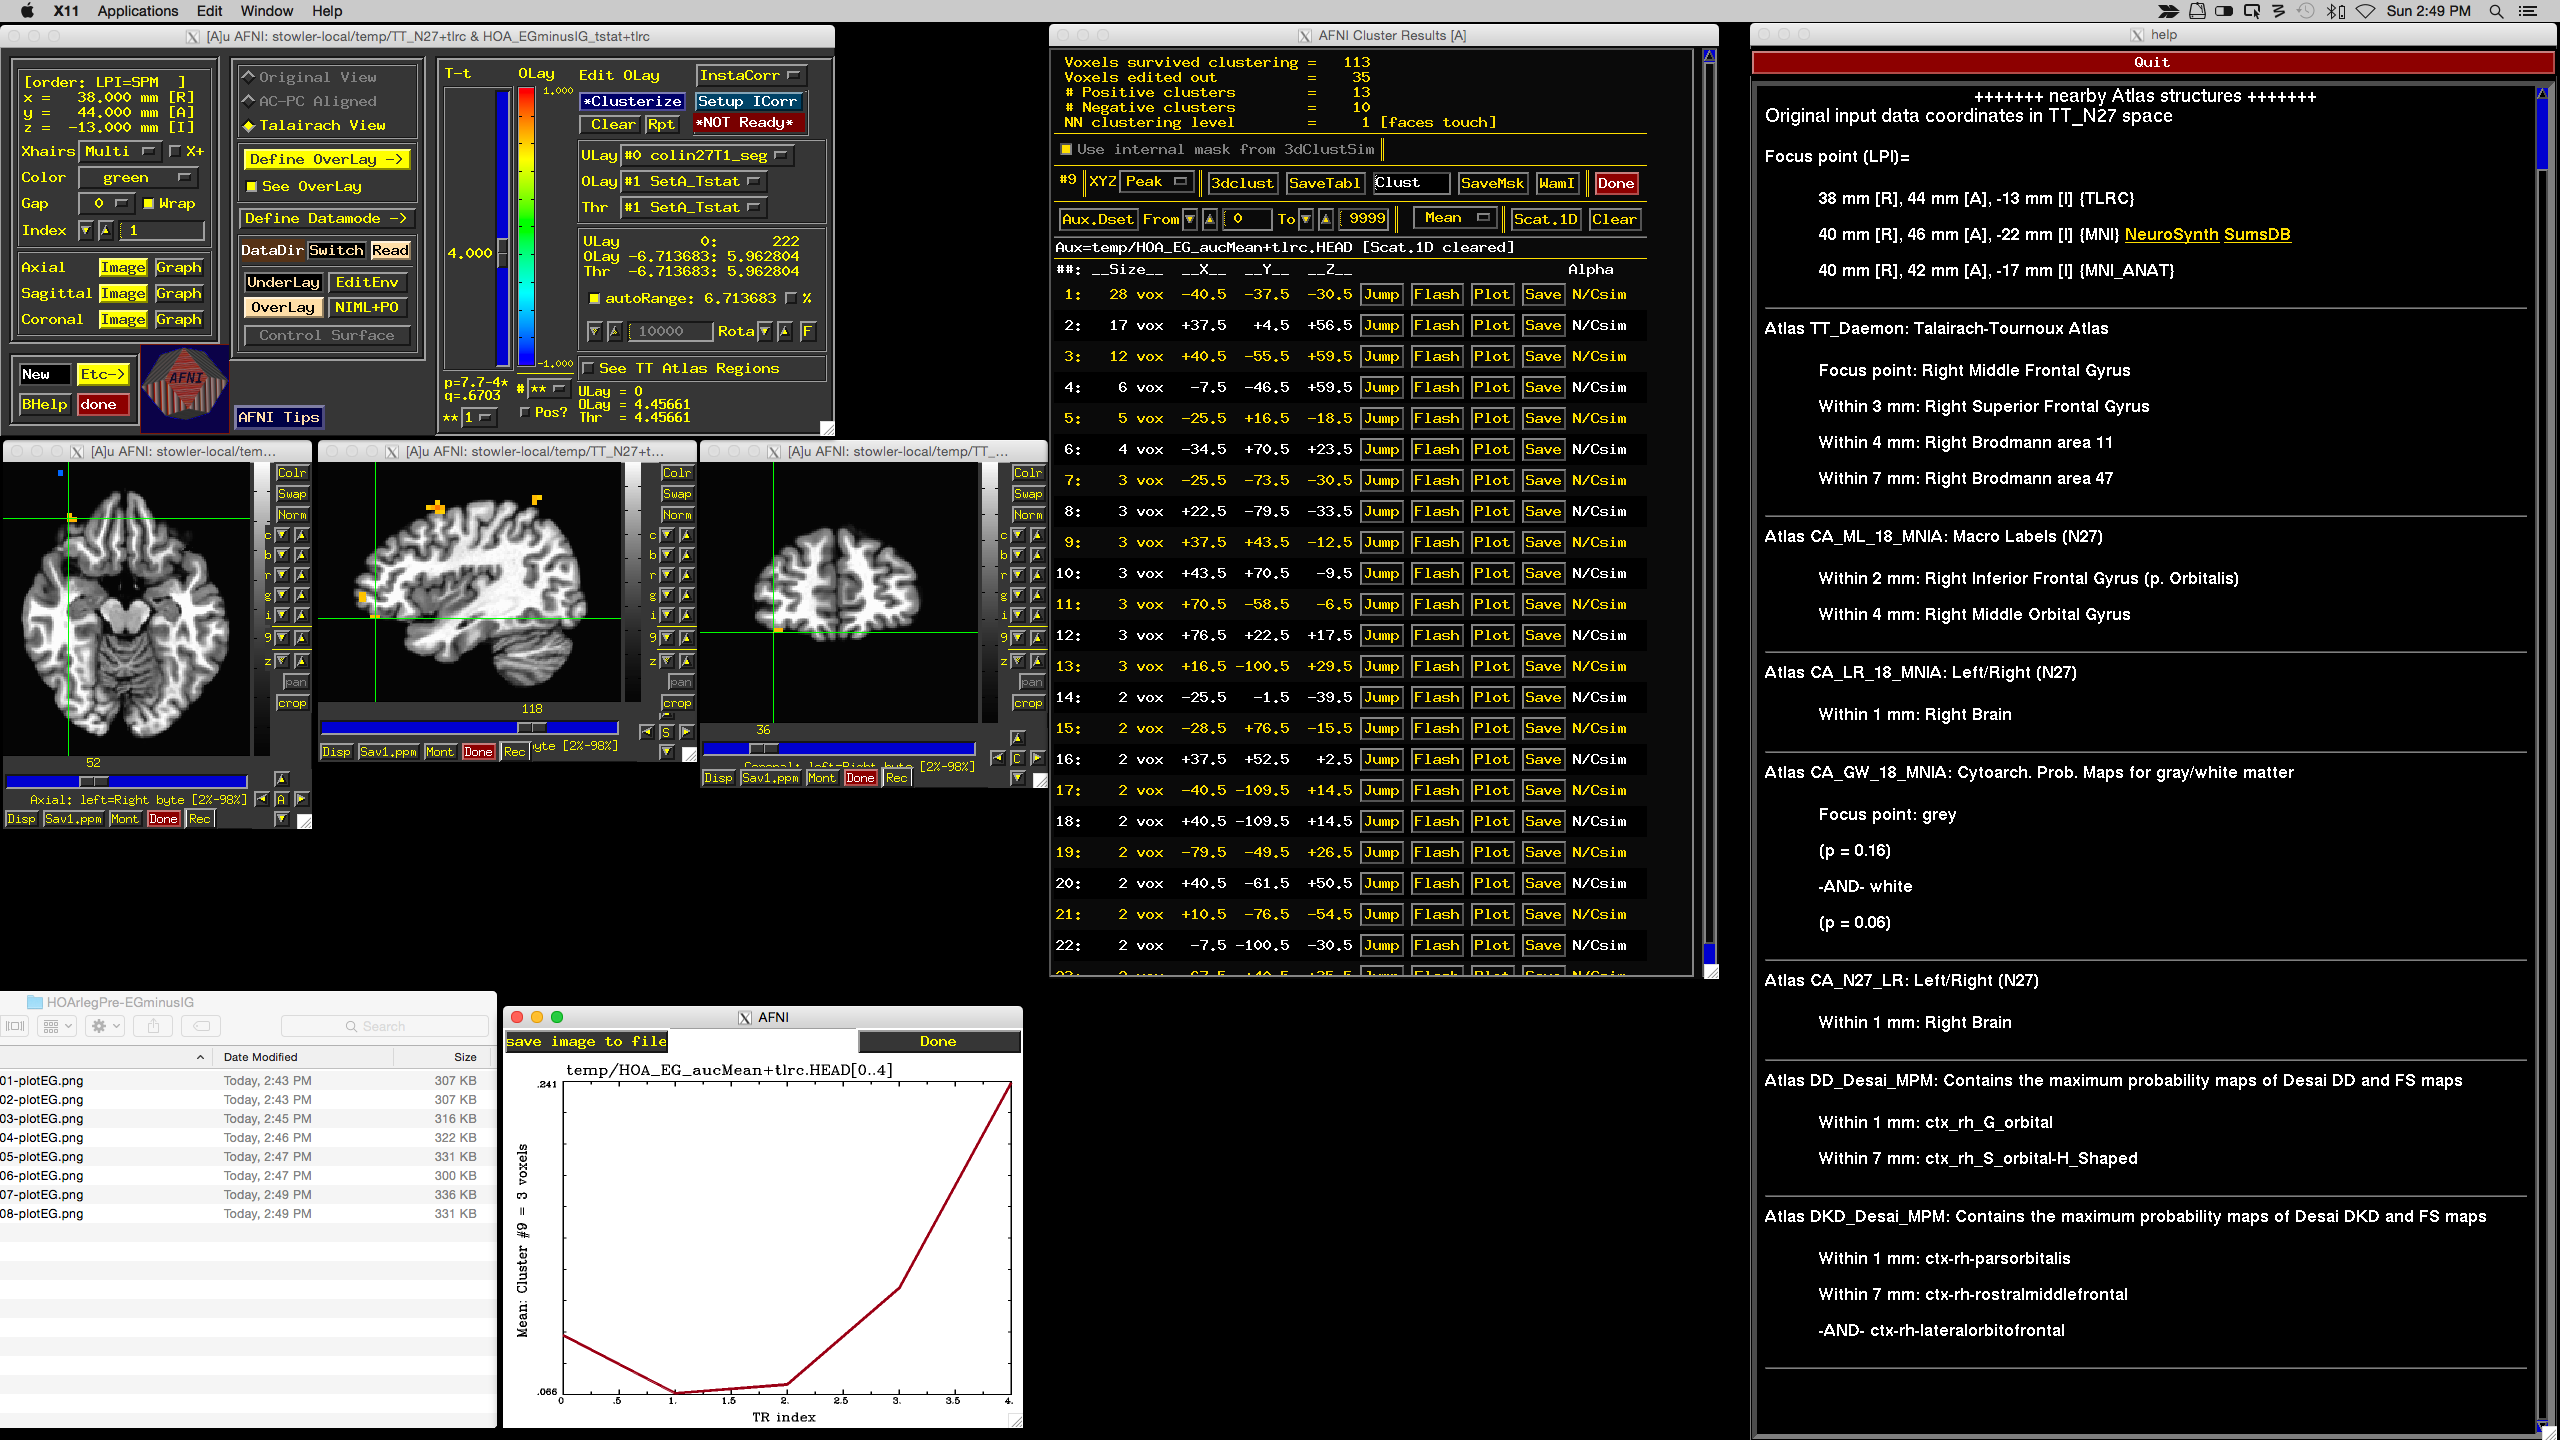 X11 Applications Edit Window Help
Sun 2:49 PM
[A]u AFNI: stowler-local/temp/TT_N27+tlrc & HOA_EGminusIG_tstat+tlrc
[order: LPI=SPM ]
x = 38.000 mm [R]
y = 44.000 mm [A]
z = -13.000 mm [I]
Xhairs Multi X+
Color green
Gap 0 Wrap
Index 1
Axial Image Graph
Sagittal Image Graph
Coronal Image Graph
New Etc->
BHelp done
AFNI
AFNI Tips
Original View
AC-PC Aligned
Talairach View
Define OverLay ->
See OverLay
Define Datamode ->
DataDir Switch Read
UnderLay EditEnv
OverLay NIML+PO
Control Surface
T-t OLay
4.000
1.000
-1.000
p=7.7-4*
q=.6703
# **
** 1
Pos?
Edit OLay InstaCorr
*Clusterize Setup ICorr
Clear Rpt *NOT Ready*
ULay #0 colin27T1_seg
OLay #1 SetA_Tstat
Thr #1 SetA_Tstat
ULay 0: 222
OLay -6.713683: 5.962804
Thr -6.713683: 5.962804
autoRange: 6.713683 %
10000 Rota F
See TT Atlas Regions
ULay = 0
OLay = 4.45661
Thr = 4.45661
[A]u AFNI: stowler-local/tem...
Colr
Swap
Norm
c
b
r
g
i
9
z
pan
crop
52
Axial: left=Right byte [2%-98%] A
Disp Sav1.ppm Mont Done Rec
[A]u AFNI: stowler-local/temp/TT_N27+t...
Colr
Swap
Norm
c
b
r
g
i
9
z
pan
crop
118
yte [2%-98%] S
Disp Sav1.ppm Mont Done Rec
[A]u AFNI: stowler-local/temp/TT_...
Colr
Swap
Norm
c
b
r
g
i
9
z
pan
crop
36
Coronal: left=Right byte [2%-98%] C
Disp Sav1.ppm Mont Done Rec
AFNI Cluster Results [A]
Voxels survived clustering = 113
Voxels edited out = 35
# Positive clusters = 13
# Negative clusters = 10
NN clustering level = 1 [faces touch]
Use internal mask from 3dClustSim
#9 XYZ Peak 3dclust SaveTabl Clust SaveMsk WamI Done
Aux.Dset From 0 To 9999 Mean Scat.1D Clear
Aux=temp/HOA_EG_aucMean+tlrc.HEAD [Scat.1D cleared]
##: __Size__ __X__ __Y__ __Z__ Alpha
1: 28 vox -40.5 -37.5 -30.5 Jump Flash Plot Save N/Csim
2: 17 vox +37.5 +4.5 +56.5 Jump Flash Plot Save N/Csim
3: 12 vox +40.5 -55.5 +59.5 Jump Flash Plot Save N/Csim
4: 6 vox -7.5 -46.5 +59.5 Jump Flash Plot Save N/Csim
5: 5 vox -25.5 +16.5 -18.5 Jump Flash Plot Save N/Csim
6: 4 vox -34.5 +70.5 +23.5 Jump Flash Plot Save N/Csim
7: 3 vox -25.5 -73.5 -30.5 Jump Flash Plot Save N/Csim
8: 3 vox +22.5 -79.5 -33.5 Jump Flash Plot Save N/Csim
9: 3 vox +37.5 +43.5 -12.5 Jump Flash Plot Save N/Csim
10: 3 vox +43.5 +70.5 -9.5 Jump Flash Plot Save N/Csim
11: 3 vox +70.5 -58.5 -6.5 Jump Flash Plot Save N/Csim
12: 3 vox +76.5 +22.5 +17.5 Jump Flash Plot Save N/Csim
13: 3 vox +16.5 -100.5 +29.5 Jump Flash Plot Save N/Csim
14: 2 vox -25.5 -1.5 -39.5 Jump Flash Plot Save N/Csim
15: 2 vox -28.5 +76.5 -15.5 Jump Flash Plot Save N/Csim
16: 2 vox +37.5 +52.5 +2.5 Jump Flash Plot Save N/Csim
17: 2 vox -40.5 -109.5 +14.5 Jump Flash Plot Save N/Csim
18: 2 vox +40.5 -109.5 +14.5 Jump Flash Plot Save N/Csim
19: 2 vox -79.5 -49.5 +26.5 Jump Flash Plot Save N/Csim
20: 2 vox +40.5 -61.5 +50.5 Jump Flash Plot Save N/Csim
21: 2 vox +10.5 -76.5 -54.5 Jump Flash Plot Save N/Csim
22: 2 vox -7.5 -100.5 -30.5 Jump Flash Plot Save N/Csim
help
Quit
+++++++ nearby Atlas structures +++++++
Original input data coordinates in TT_N27 space
Focus point (LPI)=
38 mm [R], 44 mm [A], -13 mm [I] {TLRC}
40 mm [R], 46 mm [A], -22 mm [I] {MNI} NeuroSynth SumsDB
40 mm [R], 42 mm [A], -17 mm [I] {MNI_ANAT}
Atlas TT_Daemon: Talairach-Tournoux Atlas
Focus point: Right Middle Frontal Gyrus
Within 3 mm: Right Superior Frontal Gyrus
Within 4 mm: Right Brodmann area 11
Within 7 mm: Right Brodmann area 47
Atlas CA_ML_18_MNIA: Macro Labels (N27)
Within 2 mm: Right Inferior Frontal Gyrus (p. Orbitalis)
Within 4 mm: Right Middle Orbital Gyrus
Atlas CA_LR_18_MNIA: Left/Right (N27)
Within 1 mm: Right Brain
Atlas CA_GW_18_MNIA: Cytoarch. Prob. Maps for gray/white matter
Focus point: grey
(p = 0.16)
-AND- white
(p = 0.06)
Atlas CA_N27_LR: Left/Right (N27)
Within 1 mm: Right Brain
Atlas DD_Desai_MPM: Contains the maximum probability maps of Desai DD and FS maps
Within 1 mm: ctx_rh_G_orbital
Within 7 mm: ctx_rh_S_orbital-H_Shaped
Atlas DKD_Desai_MPM: Contains the maximum probability maps of Desai DKD and FS maps
Within 1 mm: ctx-rh-parsorbitalis
Within 7 mm: ctx-rh-rostralmiddlefrontal
-AND- ctx-rh-lateralorbitofrontal
HOArlegPre-EGminusIG
Search
Date Modified Size
01-plotEG.png Today, 2:43 PM 307 KB
02-plotEG.png Today, 2:43 PM 307 KB
03-plotEG.png Today, 2:45 PM 316 KB
04-plotEG.png Today, 2:46 PM 322 KB
05-plotEG.png Today, 2:47 PM 331 KB
06-plotEG.png Today, 2:47 PM 300 KB
07-plotEG.png Today, 2:49 PM 336 KB
08-plotEG.png Today, 2:49 PM 331 KB
AFNI
save image to file Done
temp/HOA_EG_aucMean+tlrc.HEAD[0..4]
.241
Mean: Cluster #9 = 3 voxels
.066
0 .5 1. 1.5 2. 2.5 3. 3.5 4.
TR index